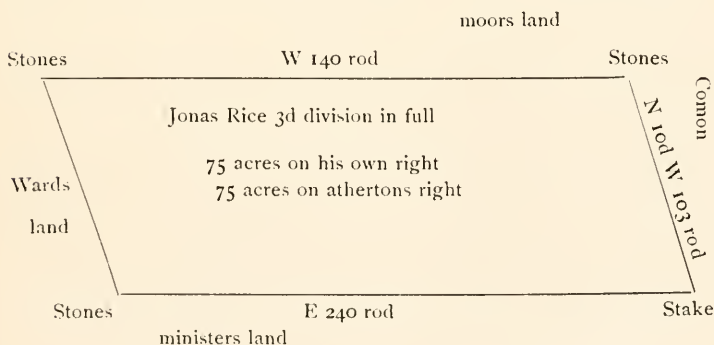 moors land
Stones W 140 rod Stones
Comon
Jonas Rice 3d division in full
N 10d W 103 rod
75 acres on his own right
75 acres on athertons right
Wards
land
Stones E 240 rod Stake
ministers land